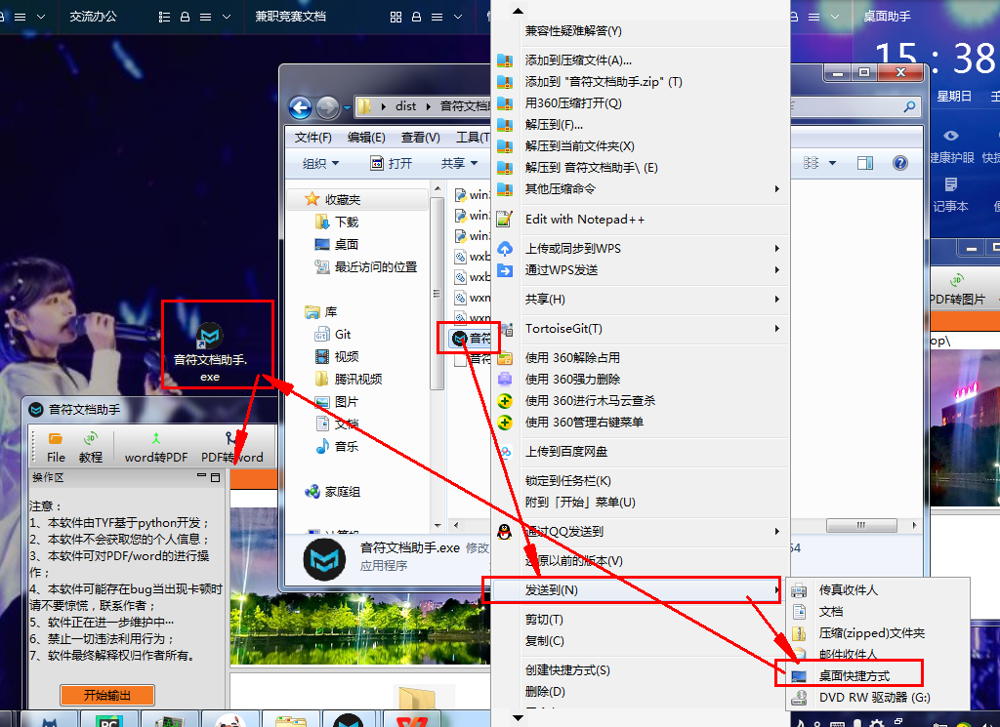 交流办公
兼职竞赛文档
桌面助手
15:38
星期日
健康护眼
记事本
dist
音符文档助
文件(F) 编辑(E) 查看(V) 工具(T
组织 打开 共享
收藏夹
下载
桌面
最近访问的位置
库
Git
视频
腾讯视频
图片
文档
音乐
家庭组
win
win
win
wxb
wxb
wxn
wxn
音符
音符
音符文档助手.exe 修改
应用程序
54
兼容性疑难解答(Y)
添加到压缩文件(A)...
添加到 "音符文档助手.zip" (T)
用360压缩打开(Q)
解压到(F)...
解压到当前文件夹(X)
解压到 音符文档助手\ (E)
其他压缩命令
Edit with Notepad++
上传或同步到WPS
通过WPS发送
共享(H)
TortoiseGit(T)
使用 360解除占用
使用 360强力删除
使用 360进行木马云查杀
使用 360管理右键菜单
上传到百度网盘
锁定到任务栏(K)
附到「开始」菜单(U)
通过QQ发送到
还原以前的版本(V)
发送到(N)
剪切(T)
复制(C)
创建快捷方式(S)
删除(D)
传真收件人
文档
压缩(zipped)文件夹
邮件收件人
桌面快捷方式
DVD RW 驱动器 (G:)
音符文档助手.
exe
音符文档助手
File 教程 word转PDF PDF转word
操作区
注意：
1、本软件由TYF基于python开发；
2、本软件不会获取您的个人信息；
3、本软件可对PDF/word的进行操
作；
4、本软件可能存在bug当出现卡顿时
请不要惊慌，联系作者；
5、软件正在进一步维护中…
6、禁止一切违法利用行为；
7、软件最终解释权归作者所有。
开始输出
PDF转图片
op\